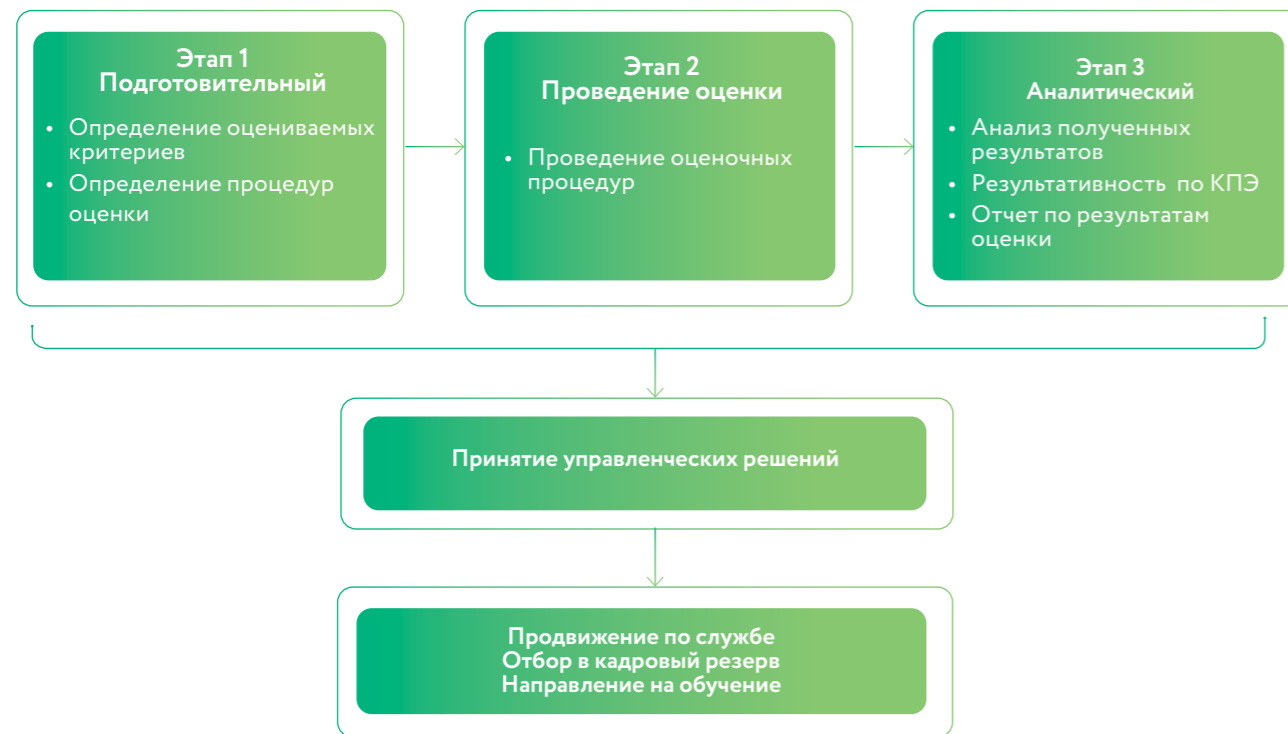 Этап 1
Подготовительный
• Определение оцениваемых
критериев
• Определение процедур
оценки
Этап 2
Проведение оценки
• Проведение оценочных
процедур
Этап 3
Аналитический
• Анализ полученных
результатов
• Результативность по КПЭ
• Отчет по результатам
оценки
Принятие управленческих решений
Продвижение по службе
Отбор в кадровый резерв
Направление на обучение